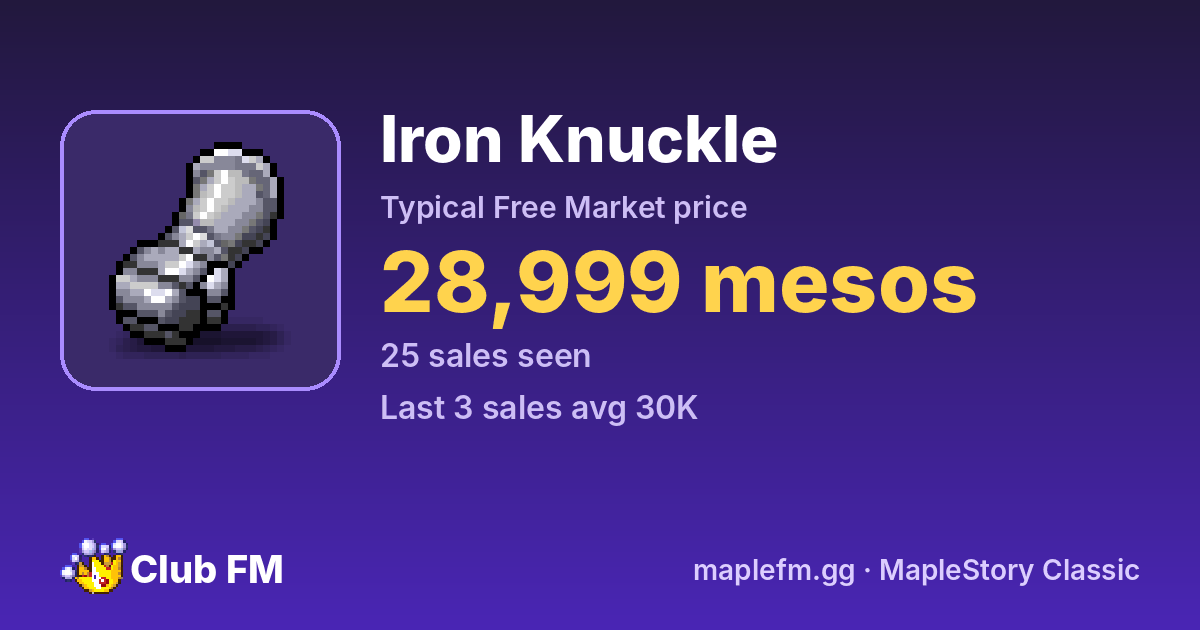 Iron Knuckle
Typical Free Market price
28,999 mesos
25 sales seen
Last 3 sales avg 30K
Club FM
maplefm.gg · MapleStory Classic